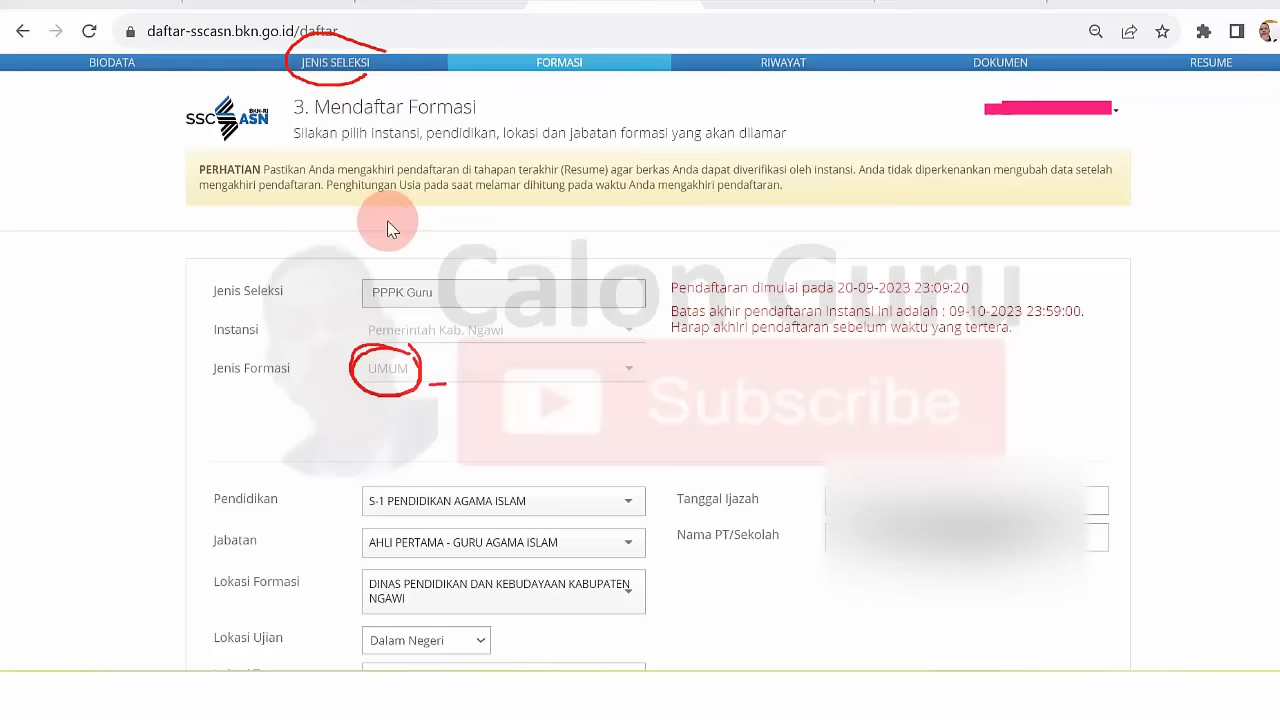 daftar-sscasn.bkn.go.id/daftar
BIODATA JENIS SELEKSI FORMASI RIWAYAT DOKUMEN RESUME
SSC ASN BKN-RI
3. Mendaftar Formasi
Silakan pilih instansi, pendidikan, lokasi dan jabatan formasi yang akan dilamar
PERHATIAN Pastikan Anda mengakhiri pendaftaran di tahapan terakhir (Resume) agar berkas Anda dapat diverifikasi oleh instansi. Anda tidak diperkenankan mengubah data setelah
mengakhiri pendaftaran. Penghitungan Usia pada saat melamar dihitung pada waktu Anda mengakhiri pendaftaran.
Calon Guru
Jenis Seleksi PPPK Guru
Pendaftaran dimulai pada 20-09-2023 23:09:20
Batas akhir pendaftaran instansi ini adalah : 09-10-2023 23:59:00.
Harap akhiri pendaftaran sebelum waktu yang tertera.
Instansi Pemerintah Kab. Ngawi
Jenis Formasi UMUM
Subscribe
Pendidikan S-1 PENDIDIKAN AGAMA ISLAM
Tanggal Ijazah
Jabatan AHLI PERTAMA - GURU AGAMA ISLAM
Nama PT/Sekolah
Lokasi Formasi DINAS PENDIDIKAN DAN KEBUDAYAAN KABUPATEN
NGAWI
Lokasi Ujian Dalam Negeri